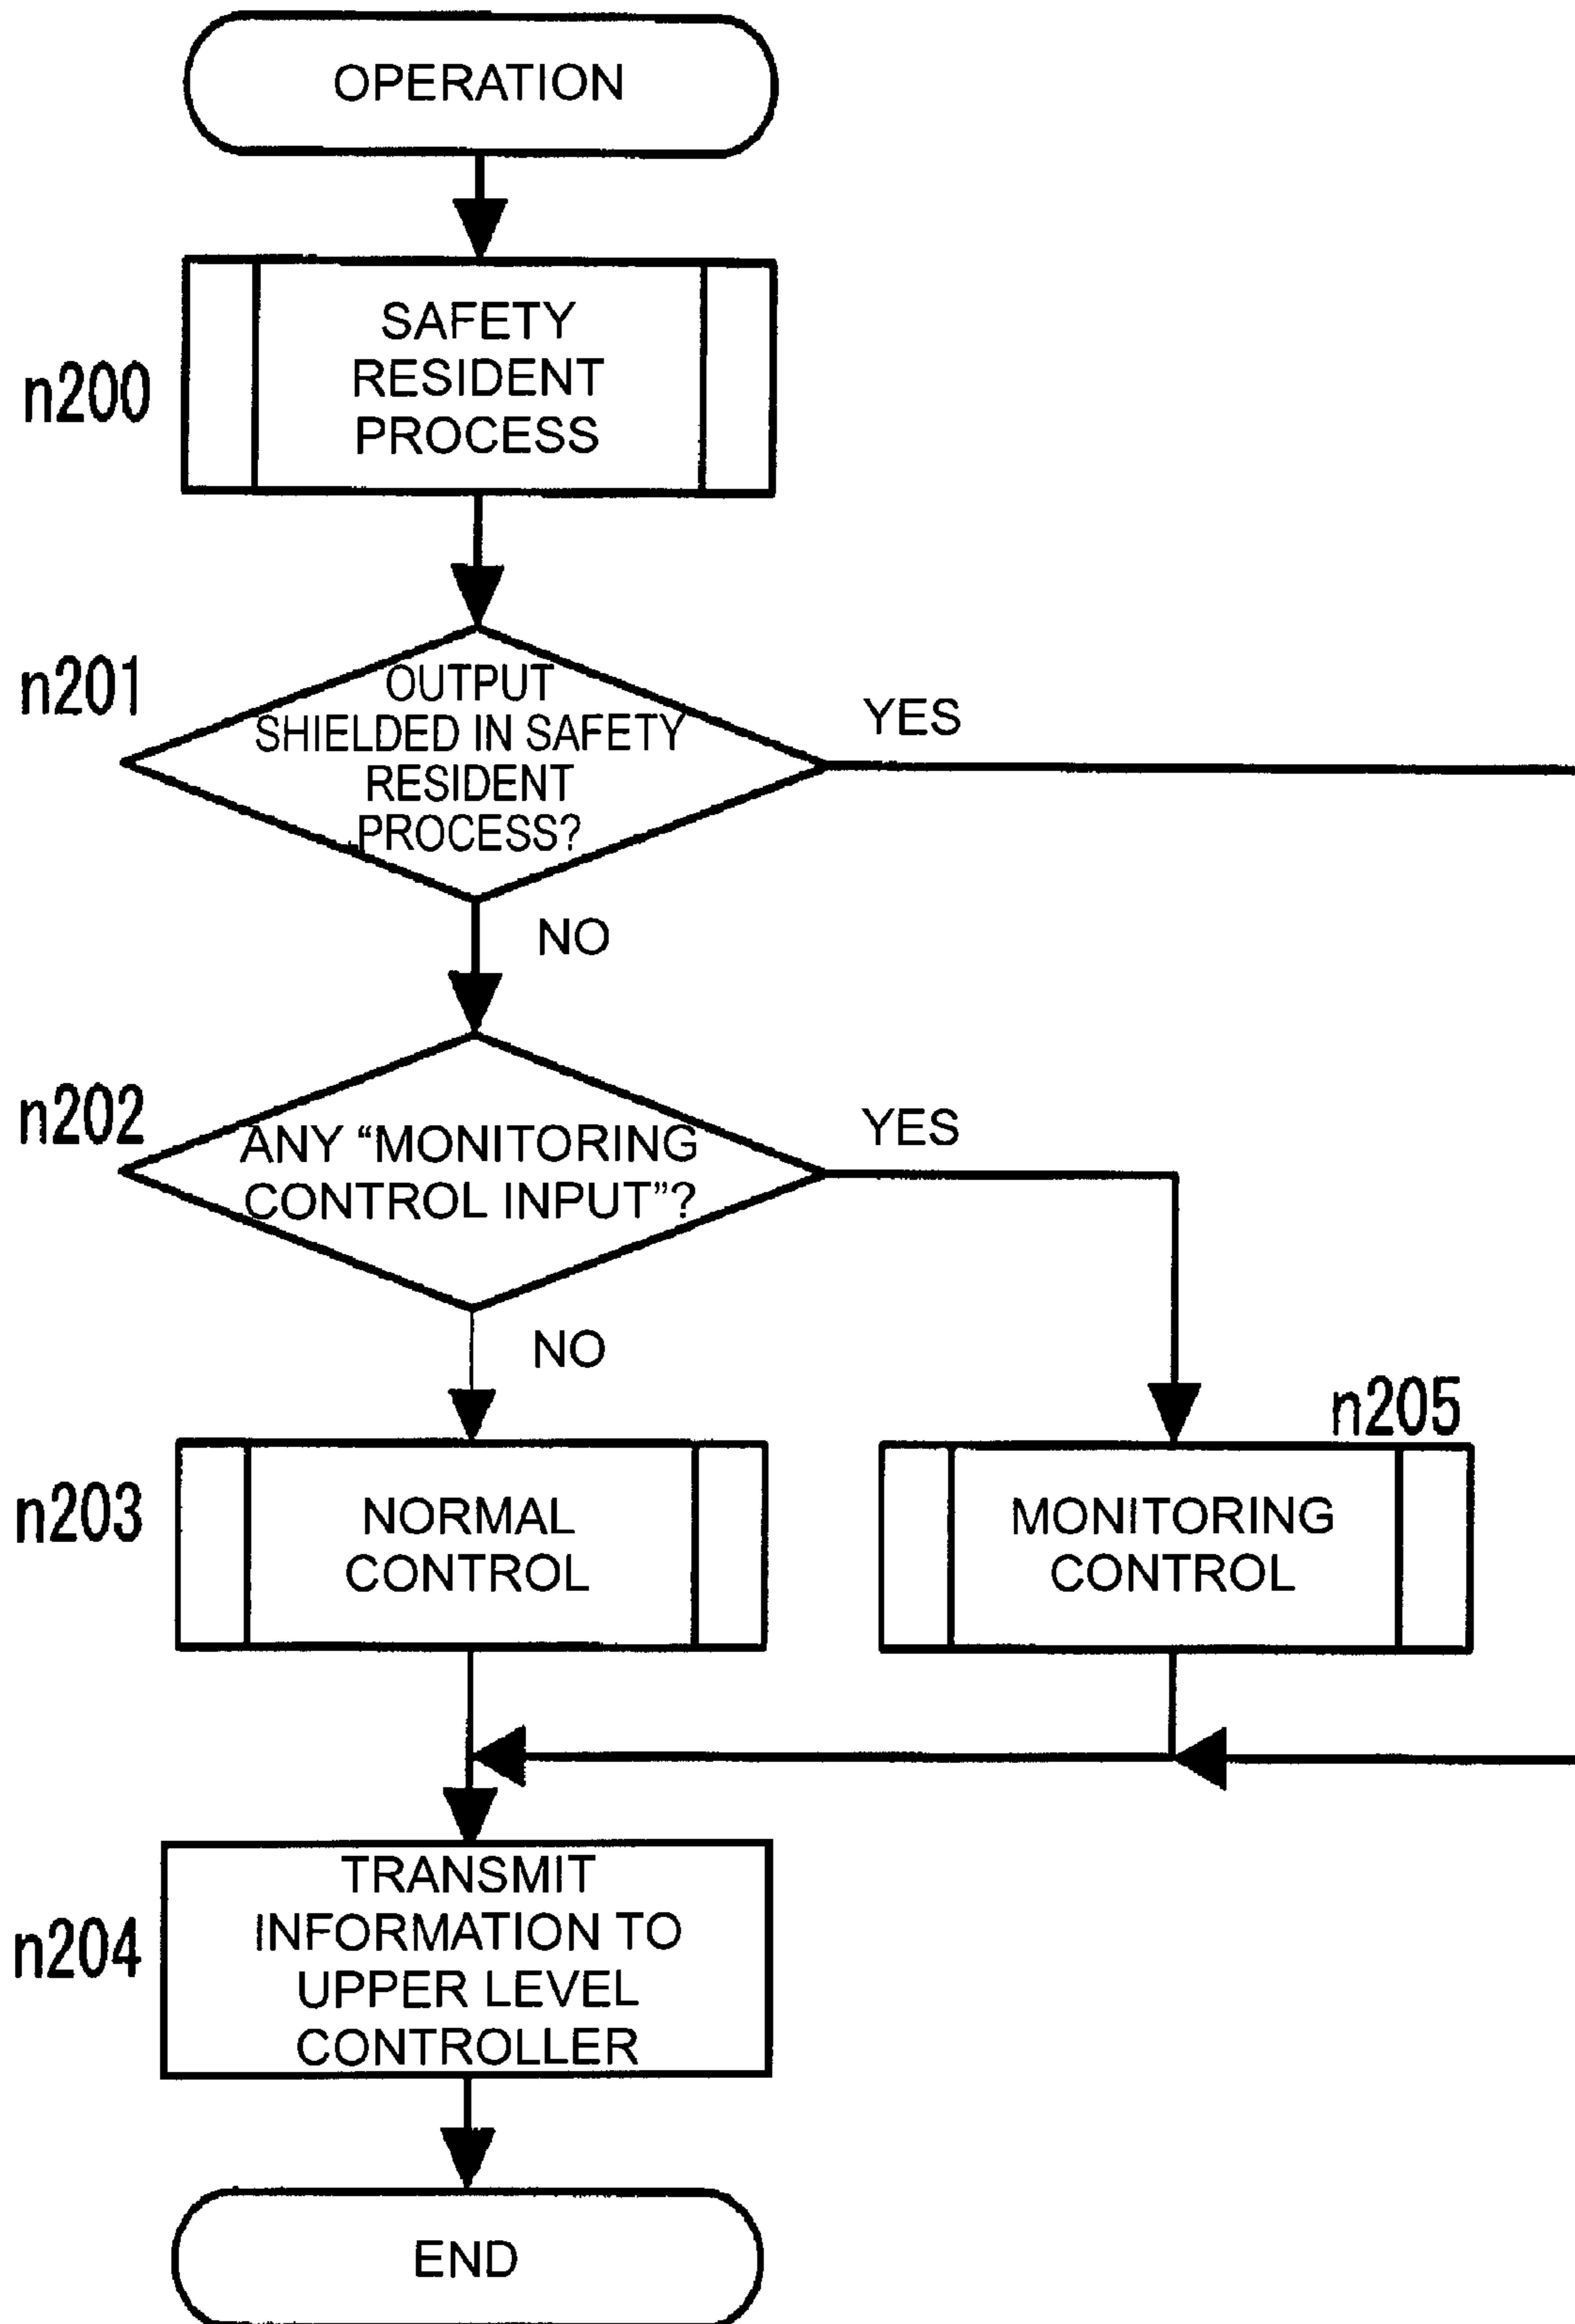 OPERATION
n200
SAFETY
RESIDENT
PROCESS
n201
OUTPUT
SHIELDED IN SAFETY
RESIDENT
PROCESS?
YES
NO
n202
ANY “MONITORING
CONTROL INPUT”?
YES
NO
n203
NORMAL
CONTROL
n205
MONITORING
CONTROL
n204
TRANSMIT
INFORMATION TO
UPPER LEVEL
CONTROLLER
END